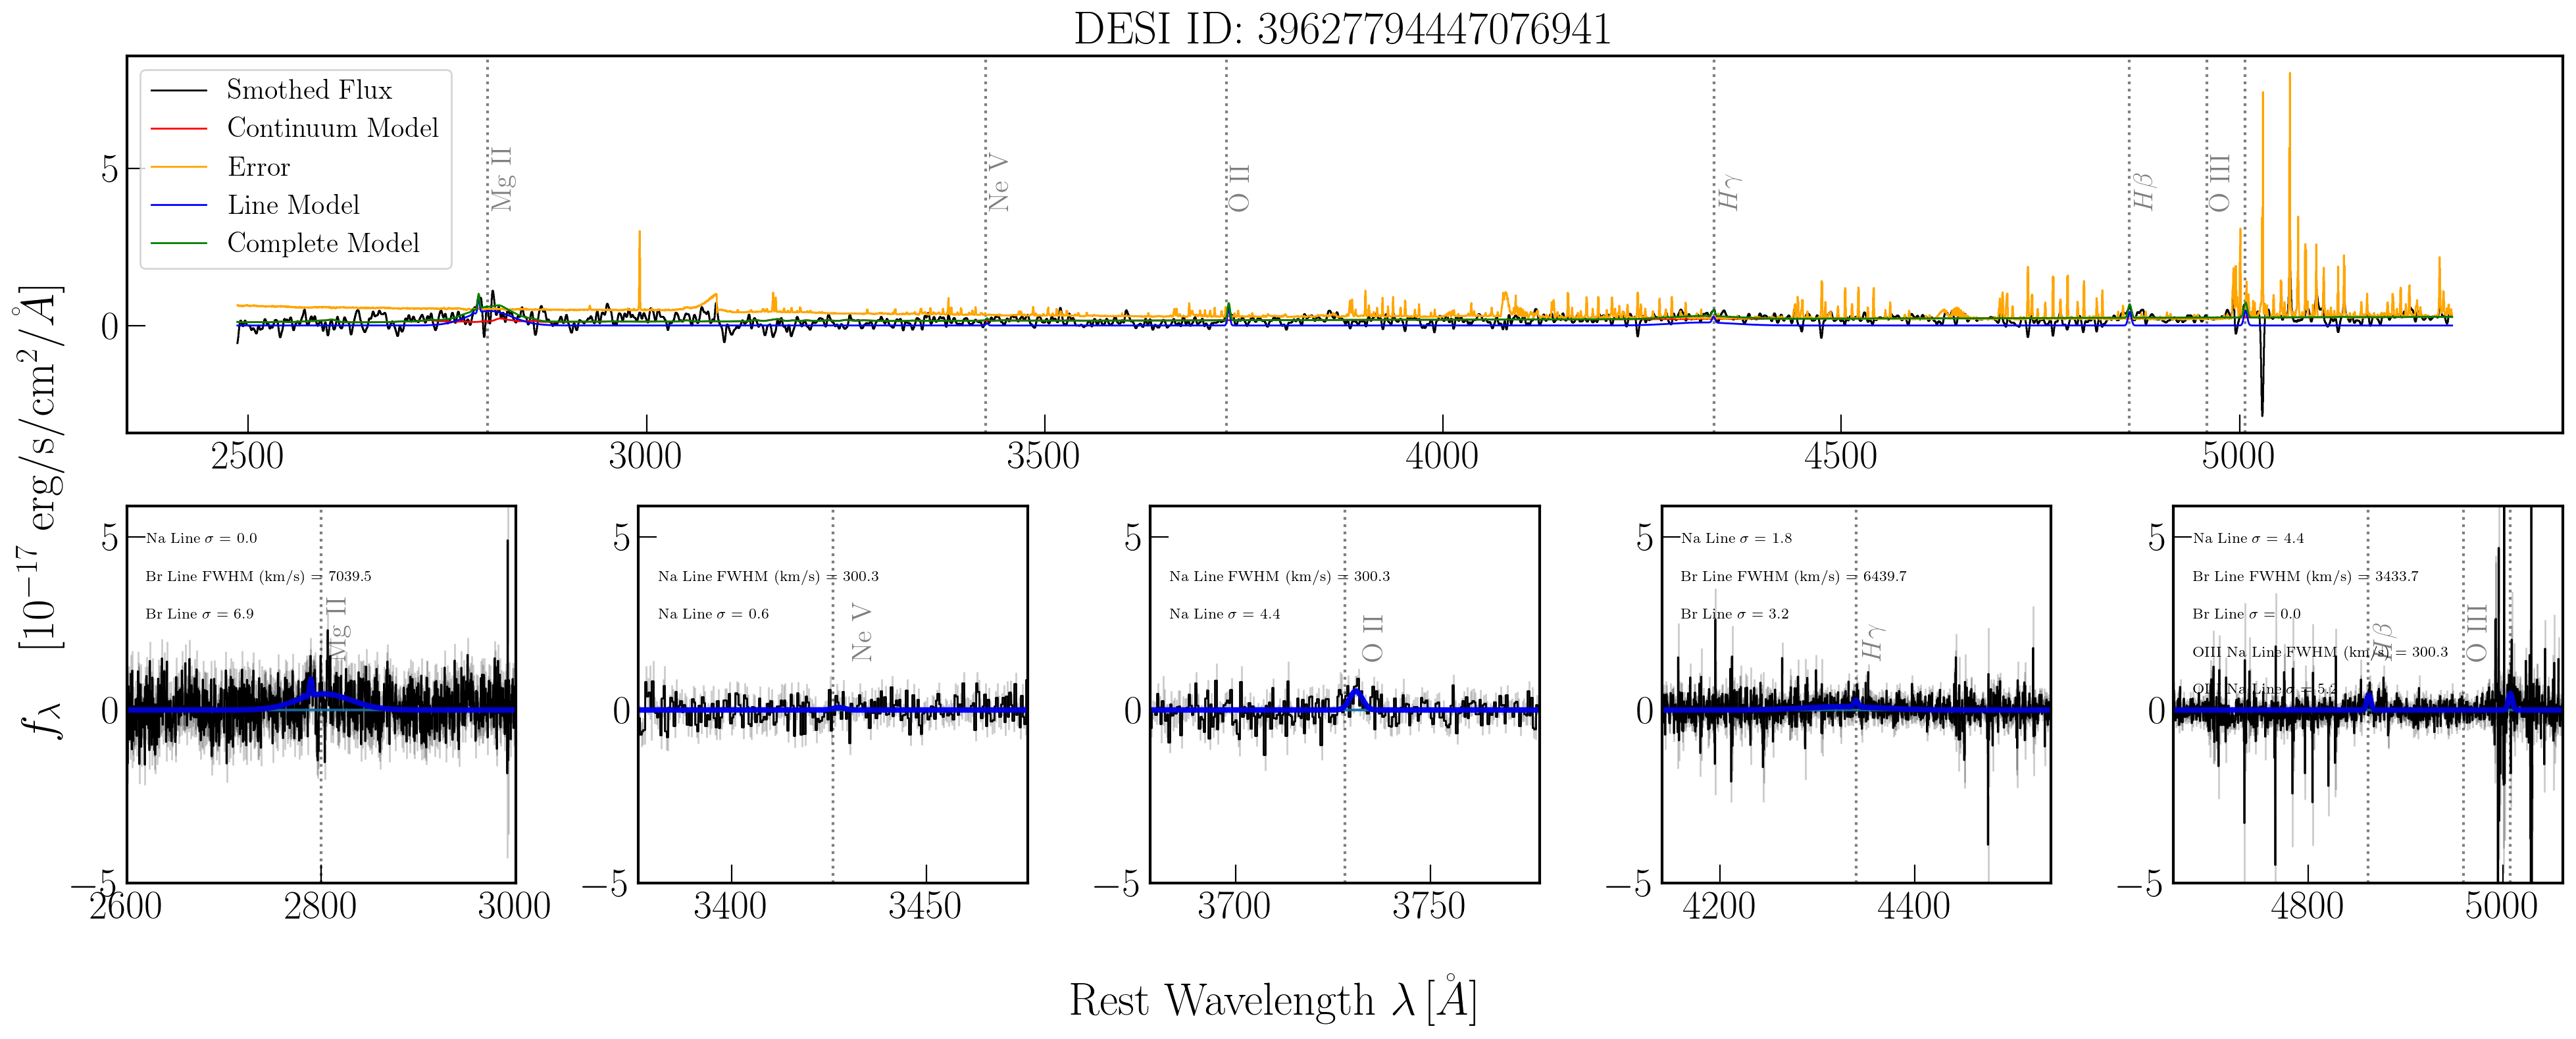 DESI ID: 39627794447076941
Smothed Flux
Continuum Model
Error
Line Model
Complete Model
Mg II
Ne V
O II
Hγ
Hβ
O III
5
0
2500 3000 3500 4000 4500 5000
fλ [10⁻¹⁷ erg/s/cm²/Å]
Na Line σ = 0.0
Br Line FWHM (km/s) = 7039.5
Br Line σ = 6.9
Mg II
5
0
−5
2600 2800 3000
Na Line FWHM (km/s) = 300.3
Na Line σ = 0.6
Ne V
5
0
−5
3400 3450
Na Line FWHM (km/s) = 300.3
Na Line σ = 4.4
O II
5
0
−5
3700 3750
Na Line σ = 1.8
Br Line FWHM (km/s) = 6439.7
Br Line σ = 3.2
Hγ
5
0
−5
4200 4400
Na Line σ = 4.4
Br Line FWHM (km/s) = 3433.7
Br Line σ = 0.0
OIII Na Line FWHM (km/s) = 300.3
OIII Na Line σ = 5.2
Hβ
O III
5
0
−5
4800 5000
Rest Wavelength λ [Å]